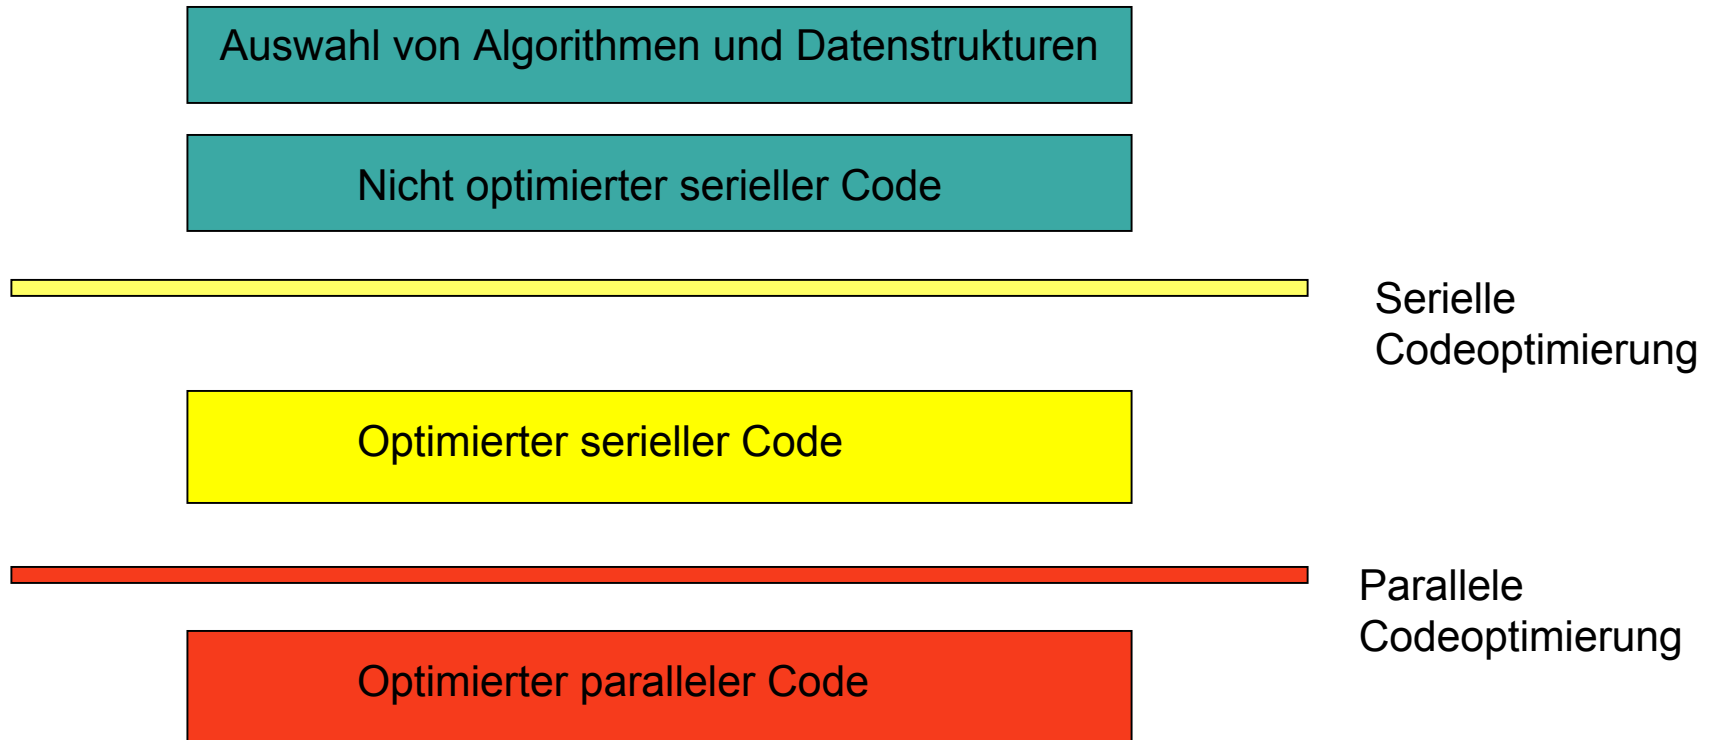 Auswahl von Algorithmen und Datenstrukturen
Nicht optimierter serieller Code
Serielle
Codeoptimierung
Optimierter serieller Code
Parallele
Codeoptimierung
Optimierter paralleler Code